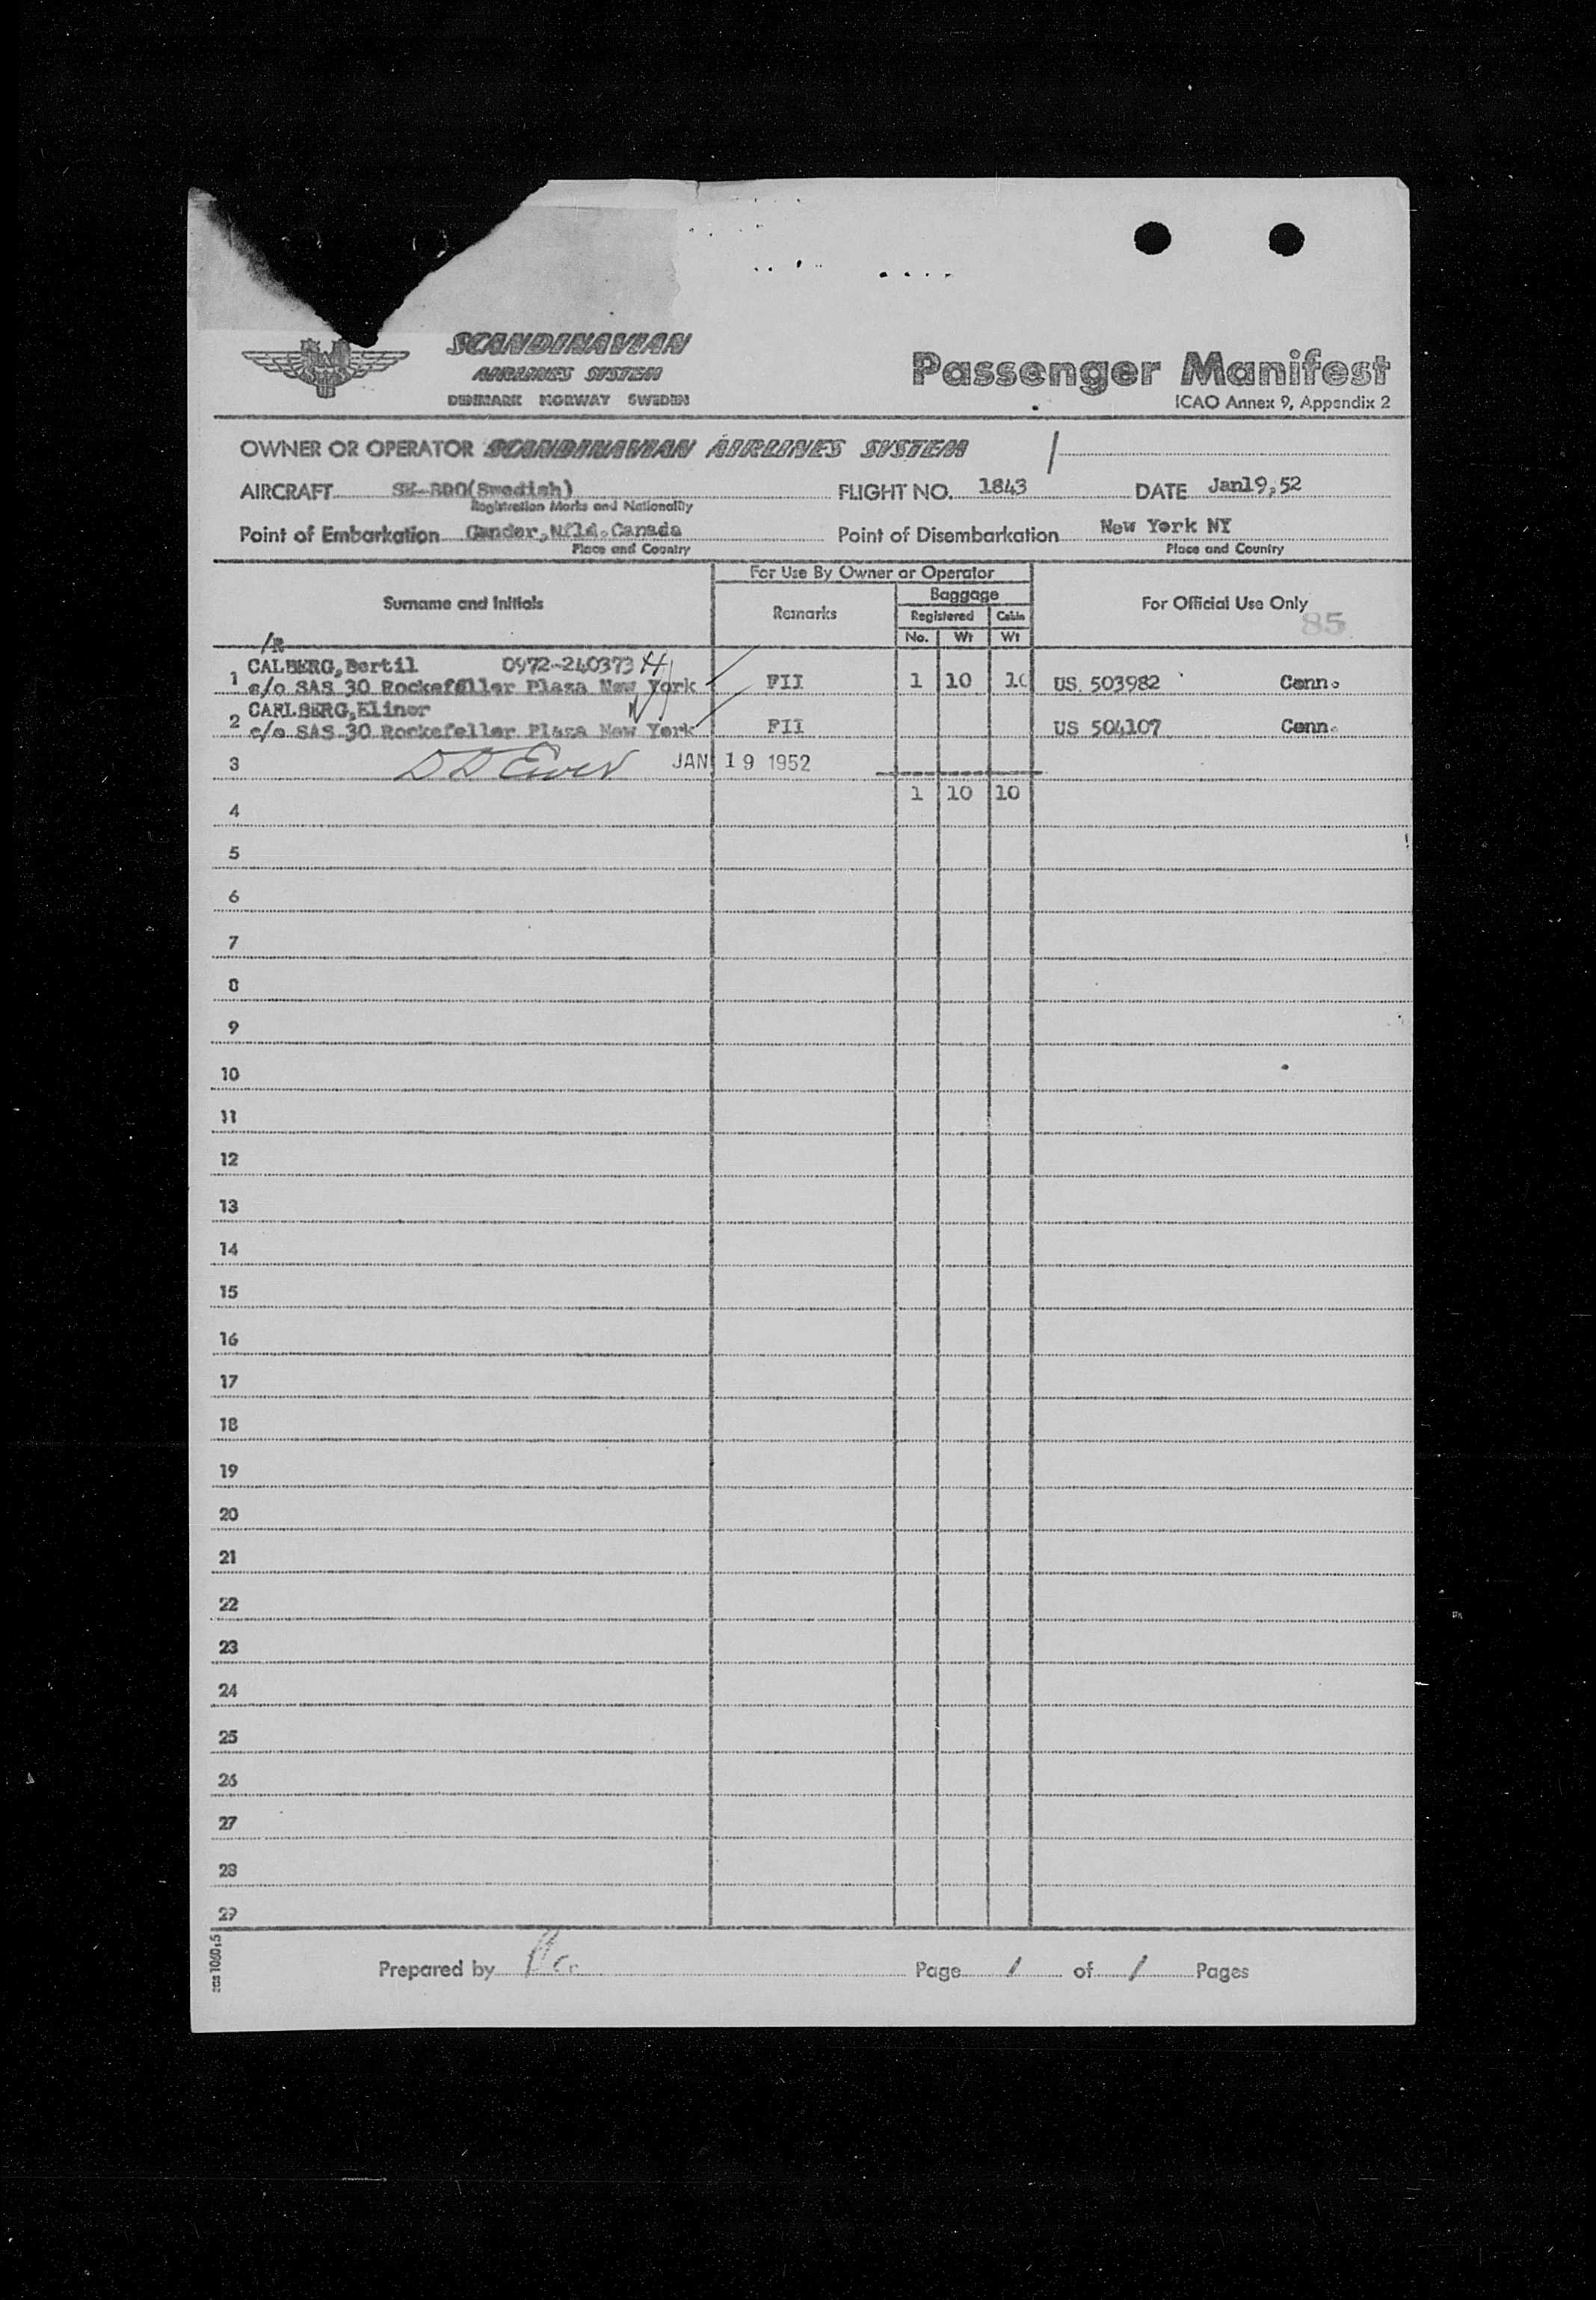 SCANDINAVIAN
AIRLINES SYSTEM
DENMARK NORWAY SWEDEN
Passenger Manifest
ICAO Annex 9, Appendix 2
OWNER OR OPERATOR SCANDINAVIAN AIRLINES SYSTEM /
AIRCRAFT (Swedish) FLIGHT NO. 1843 DATE Jan19,52
Registration Marks and Nationality
Point of Embarkation Gander,Nfld.Canada Point of Disembarkation New York NY
Place and Country Place and Country
For Use By Owner or Operator
Surname and Initials Remarks Baggage For Official Use Only
Registered Cabin 85
No. Wt Wt
/R
CALBERG,Bertil 0972-240373
1 c/o SAS 30 Rockefeller Plaza New York FII 1 10 10 US 503982 Conn.
CARLBERG,Elinor
2 c/o SAS 30 Rockefeller Plaza New York FII US 504107 Conn.
3 JAN 19 1952
1 10 10
4
5
6
7
8
9
10
11
12
13
14
15
16
17
18
19
20
21
22
23
24
25
26
27
28
29
sas 1060:5
Prepared by Page 1 of 1 Pages